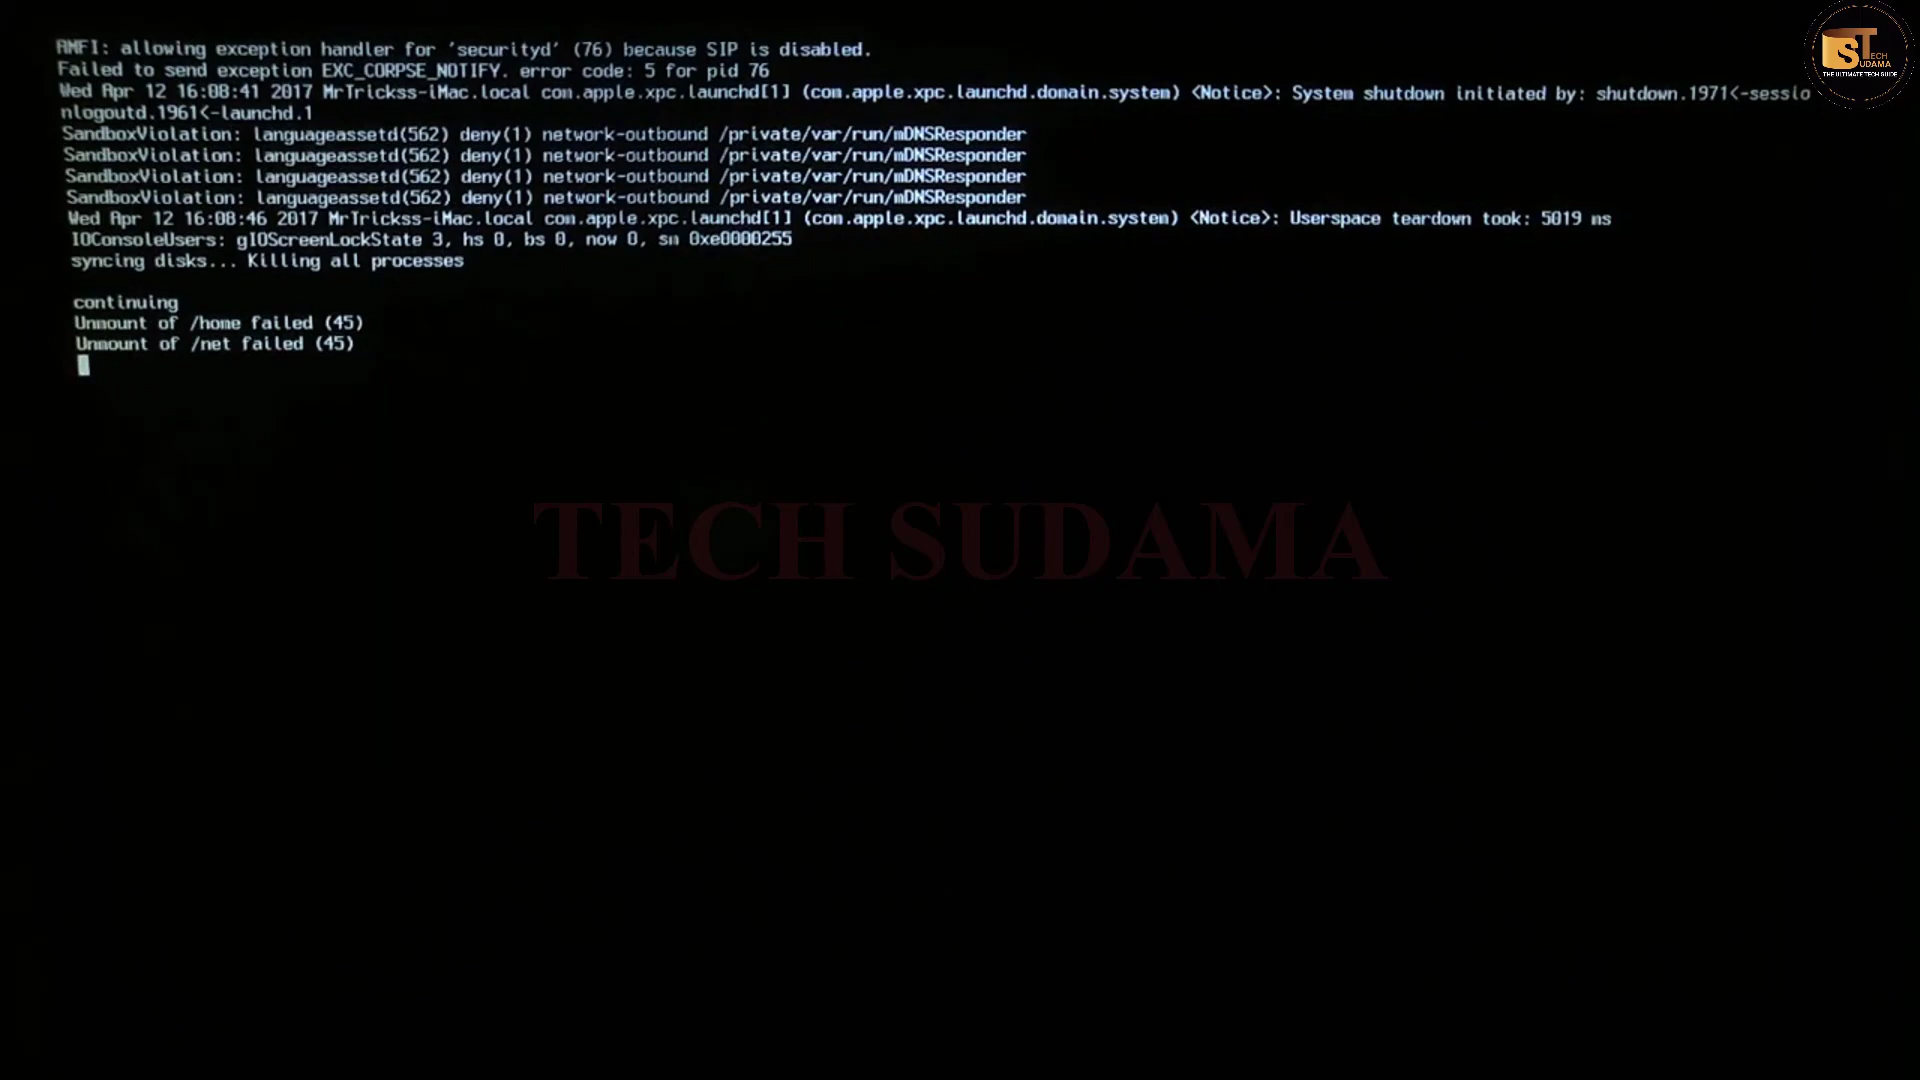 AMFI: allowing exception handler for 'securityd' (76) because SIP is disabled.
Failed to send exception EXC_CORPSE_NOTIFY. error code: 5 for pid 76
Wed Apr 12 16:08:41 2017 MrTrickss-iMac.local com.apple.xpc.launchd[1] (com.apple.xpc.launchd.domain.system) <Notice>: System shutdown initiated by: shutdown.1971<-sessio
nlogoutd.1961<-launchd.1
SandboxViolation: languageassetd(562) deny(1) network-outbound /private/var/run/mDNSResponder
SandboxViolation: languageassetd(562) deny(1) network-outbound /private/var/run/mDNSResponder
SandboxViolation: languageassetd(562) deny(1) network-outbound /private/var/run/mDNSResponder
SandboxViolation: languageassetd(562) deny(1) network-outbound /private/var/run/mDNSResponder
Wed Apr 12 16:08:46 2017 MrTrickss-iMac.local com.apple.xpc.launchd[1] (com.apple.xpc.launchd.domain.system) <Notice>: Userspace teardown took: 5019 ms
IOConsoleUsers: gIOScreenLockState 3, hs 0, bs 0, now 0, sm 0xe0000255
syncing disks... Killing all processes
continuing
Unmount of /home failed (45)
Unmount of /net failed (45)
TECH SUDAMA
ST
ECH
UDAMA
THE ULTIMATE TECH GUIDE